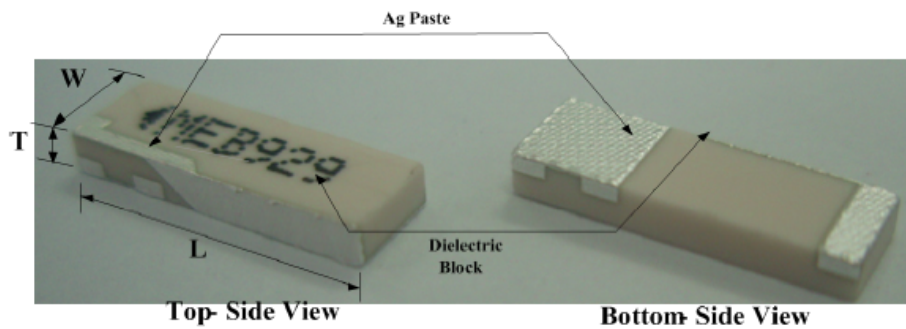 Ag Paste
W
T
MEB929
L
Dielectric
Block
Top- Side View
Bottom- Side View